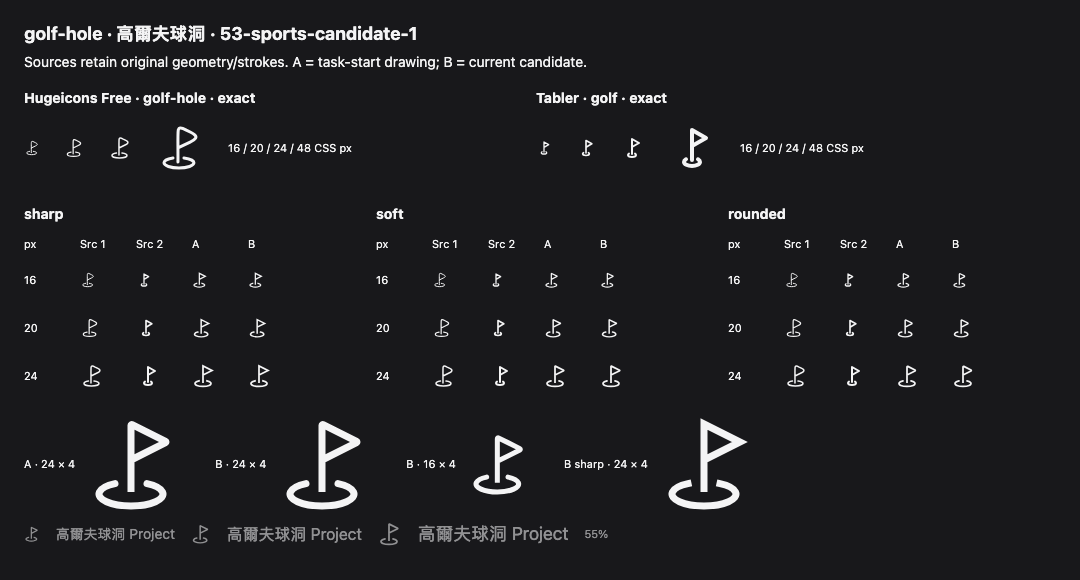 golf-hole · 高爾夫球洞 · 53-sports-candidate-1
Sources retain original geometry/strokes. A = task-start drawing; B = current candidate.
Hugeicons Free · golf-hole · exact
16 / 20 / 24 / 48 CSS px
Tabler · golf · exact
16 / 20 / 24 / 48 CSS px
sharp
px Src 1 Src 2 A B
16
20
24
soft
px Src 1 Src 2 A B
16
20
24
rounded
px Src 1 Src 2 A B
16
20
24
A · 24 × 4
B · 24 × 4
B · 16 × 4
B sharp · 24 × 4
高爾夫球洞 Project
高爾夫球洞 Project
高爾夫球洞 Project
55%